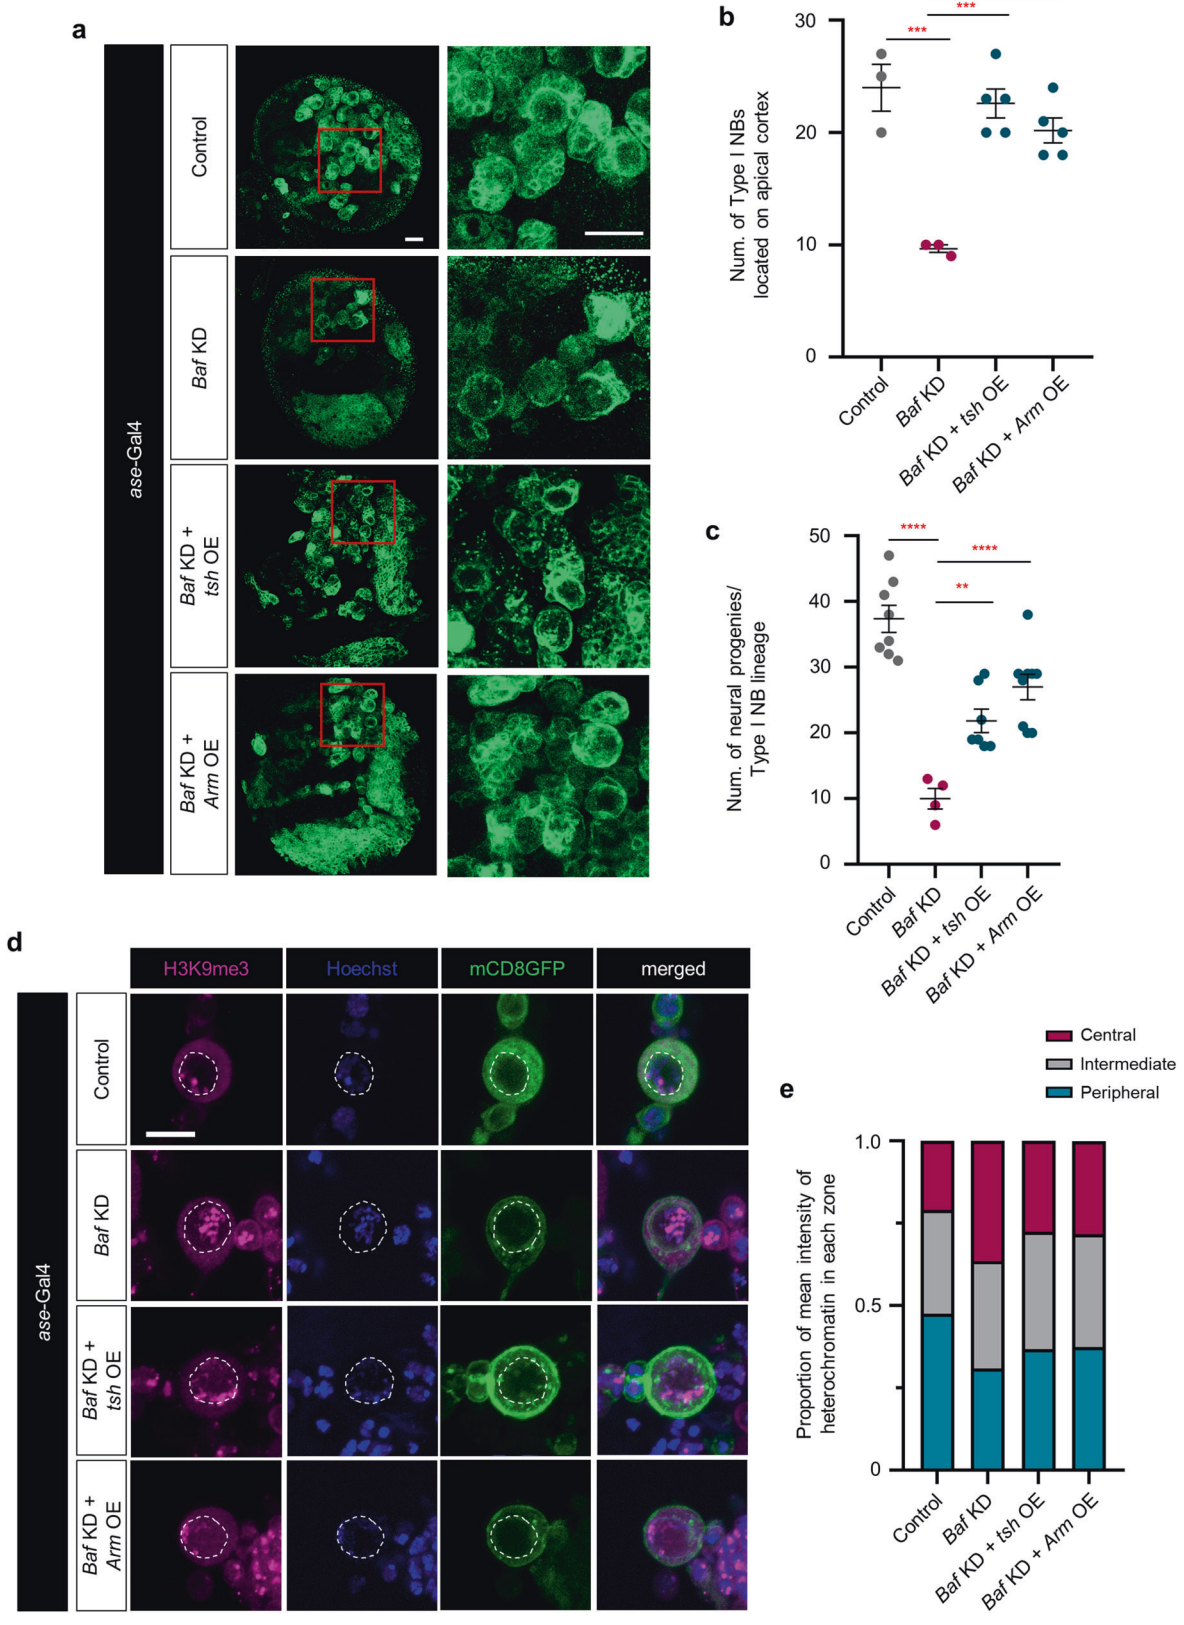 a
ase-Gal4
Control
Baf KD
Baf KD +
tsh OE
Baf KD +
Arm OE
b
Num. of Type I NBs
located on apical cortex
30
20
10
0
***
***
Control
Baf KD
Baf KD + tsh OE
Baf KD + Arm OE
c
Num. of neural progenies/
Type I NB lineage
50
40
30
20
10
0
****
****
**
Control
Baf KD
Baf KD + tsh OE
Baf KD + Arm OE
d
H3K9me3
Hoechst
mCD8GFP
merged
ase-Gal4
Control
Baf KD
Baf KD +
tsh OE
Baf KD +
Arm OE
Central
Intermediate
Peripheral
e
Proportion of mean intensity of
heterochromatin in each zone
1.0
0.5
0
Control
Baf KD
Baf KD + tsh OE
Baf KD + Arm OE